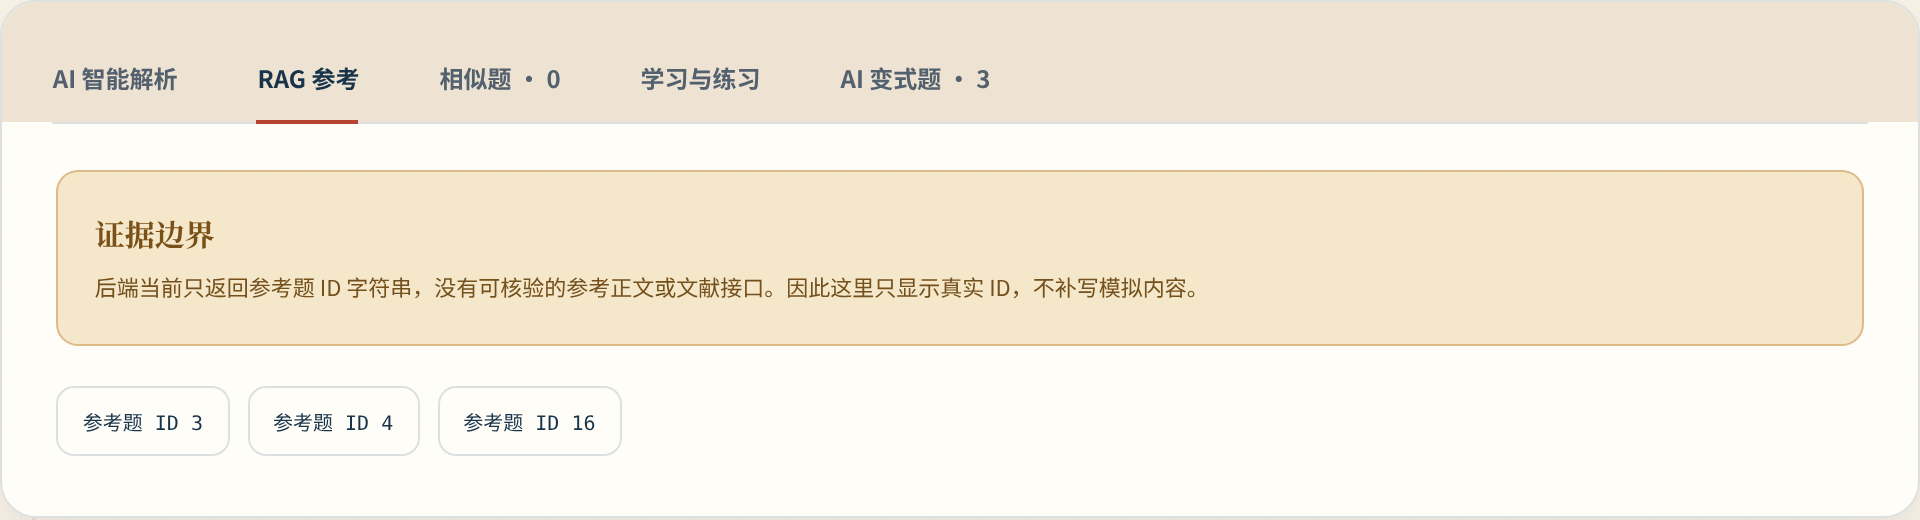 AI 智能解析 RAG 参考 相似题 · 0 学习与练习 AI 变式题 · 3
证据边界
后端当前只返回参考题 ID 字符串，没有可核验的参考正文或文献接口。因此这里只显示真实 ID，不补写模拟内容。
参考题 ID 3 参考题 ID 4 参考题 ID 16